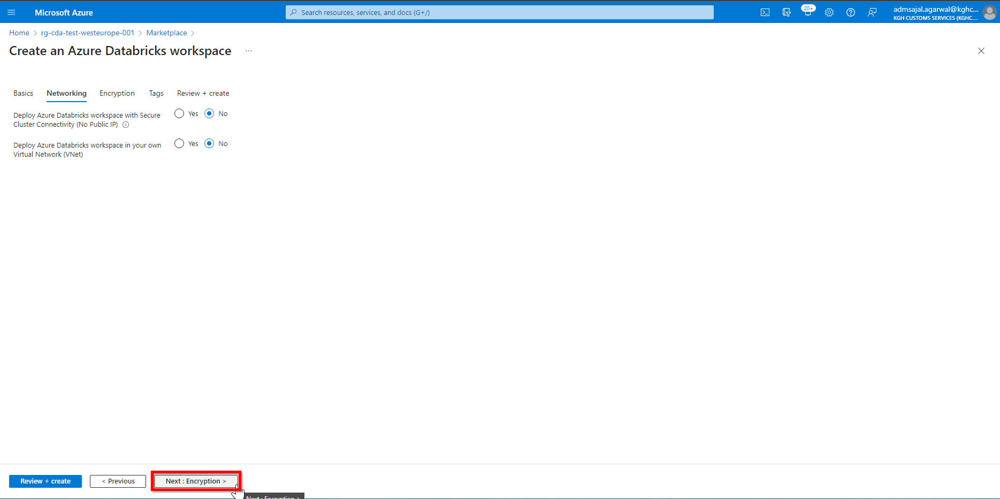 Microsoft Azure
Search resources, services, and docs (G+/)
20+
admsajal.agarwal@kghc...
KGH CUSTOMS SERVICES (KGHC....
Home > rg-cda-test-westeurope-001 > Marketplace >
Create an Azure Databricks workspace ...
Basics Networking Encryption Tags Review + create
Deploy Azure Databricks workspace with Secure
Cluster Connectivity (No Public IP)
Yes No
Deploy Azure Databricks workspace in your own
Virtual Network (VNet)
Yes No
Review + create < Previous Next : Encryption >
Next : Encryption >